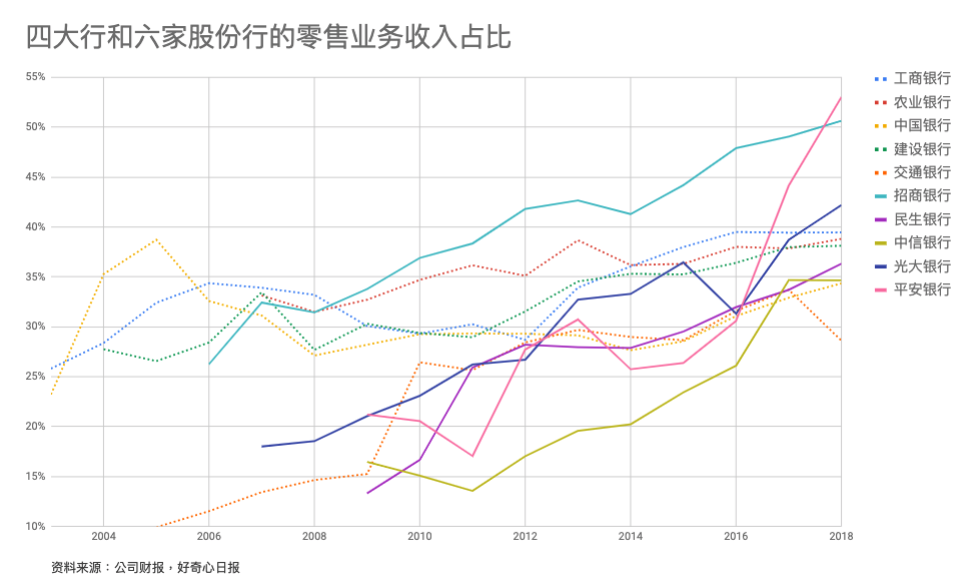 四大行和六家股份行的零售业务收入占比
55%
50%
45%
40%
35%
30%
25%
20%
15%
10%
2004 2006 2008 2010 2012 2014 2016 2018
工商银行
农业银行
中国银行
建设银行
交通银行
招商银行
民生银行
中信银行
光大银行
平安银行
资料来源：公司财报，好奇心日报